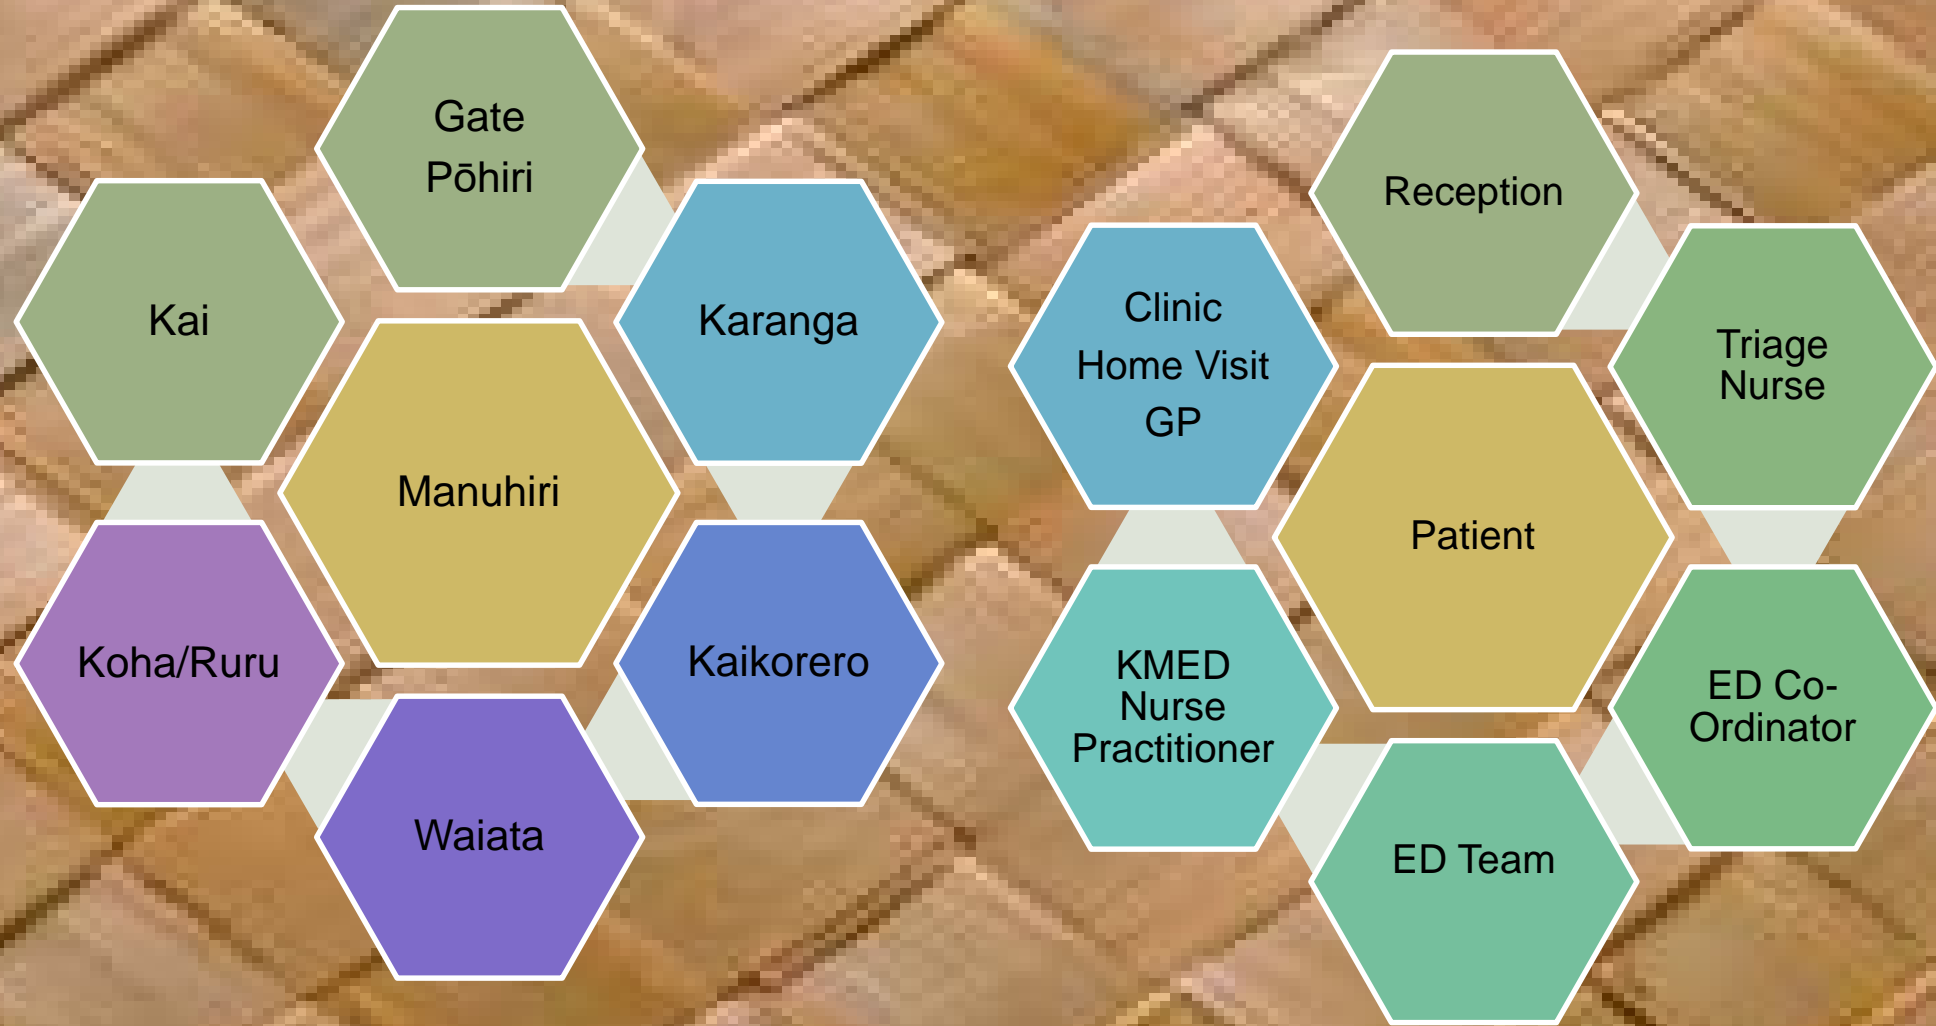 Gate
Pōhiri
Karanga
Kaikorero
Waiata
Koha/Ruru
Kai
Manuhiri
Reception
Triage
Nurse
ED Co-
Ordinator
ED Team
KMED
Nurse
Practitioner
Clinic
Home Visit
GP
Patient